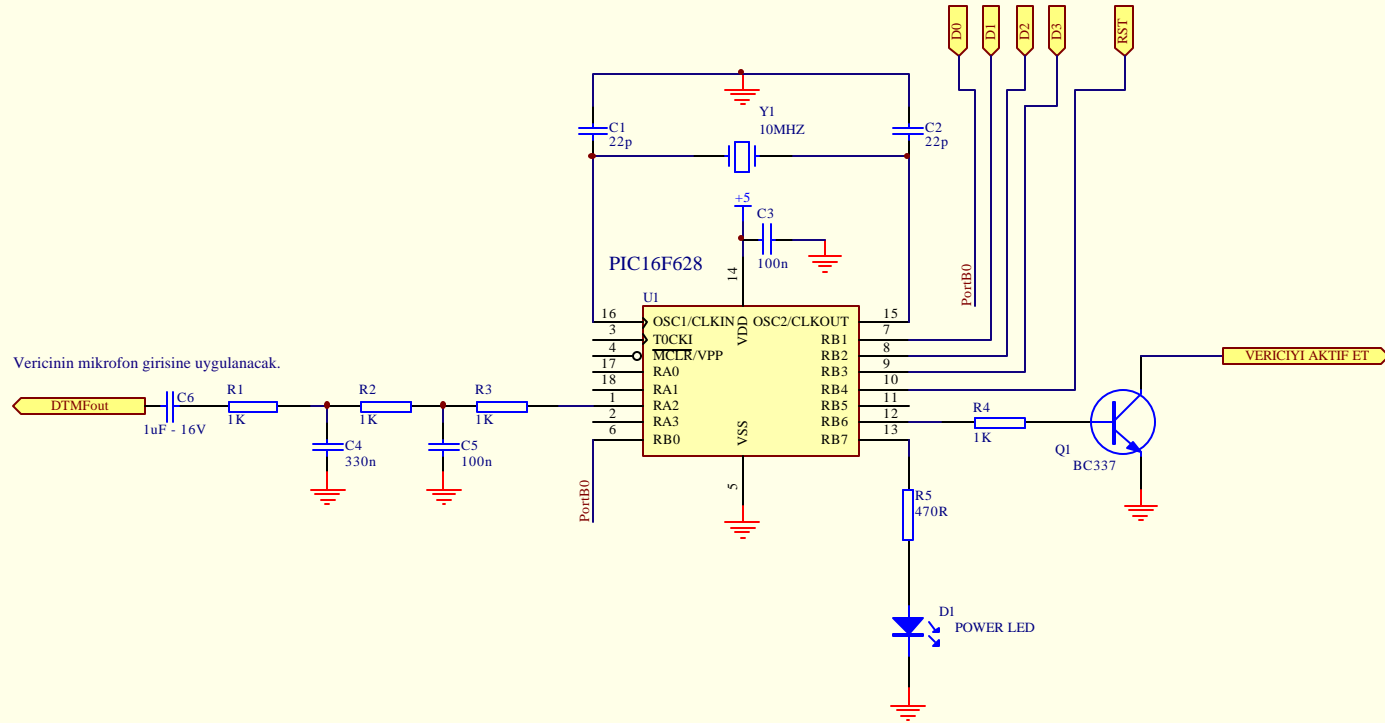 D0
D1
D2
D3
RST
Y1
10MHZ
C1
22p
C2
22p
+5
C3
100n
PIC16F628
14
PortB0
U1
16
OSC1/CLKIN
VDD
OSC2/CLKOUT
15
3
T0CKI
RB1
7
4
MCLR/VPP
RB2
8
17
RA0
RB3
9
18
RA1
RB4
10
1
RA2
RB5
11
2
RA3
VSS
RB6
12
6
RB0
RB7
13
5
PortB0
Vericinin mikrofon girisine uygulanacak.
DTMFout
C6
1uF - 16V
R1
1K
R2
1K
R3
1K
C4
330n
C5
100n
R4
1K
Q1
BC337
VERICIYI AKTIF ET
R5
470R
D1
POWER LED